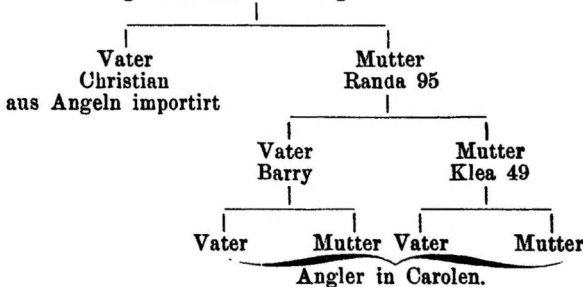 Vater Mutter
Christian Randa 95
aus Angeln importirt
Vater Mutter
Barry Klea 49
Vater Mutter Vater Mutter
Angler in Carolen.